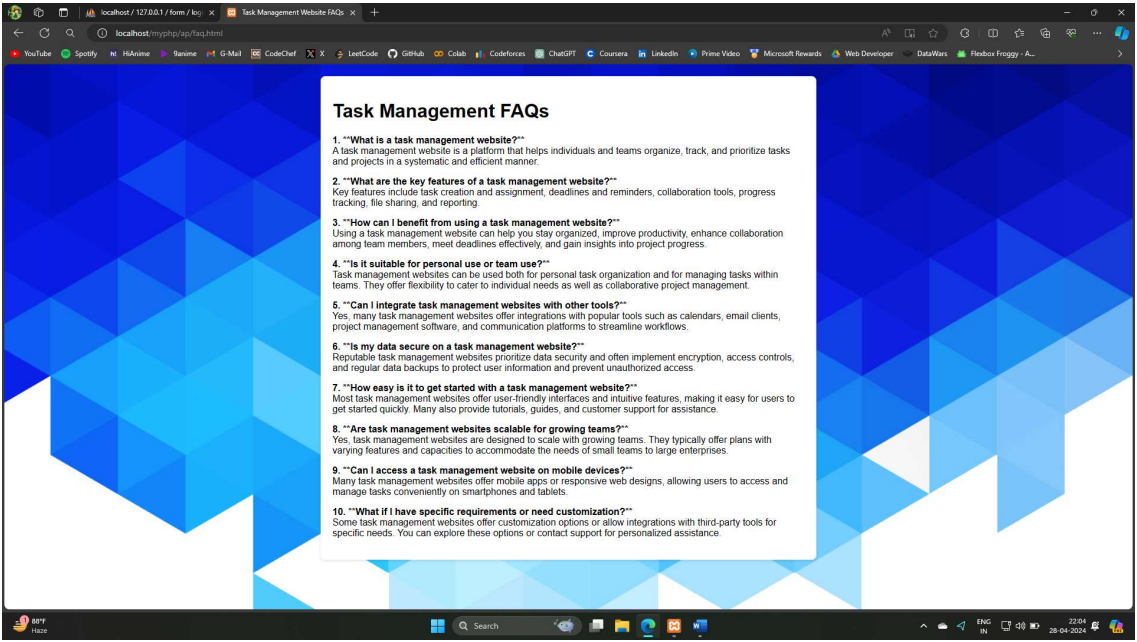 localhost / 127.0.0.1 / form / log
Task Management Website FAQs
localhost/myphp/ap/faq.html
YouTube Spotify HiAnime 9anime G-Mail CodeChef X LeetCode GitHub Colab Codeforces ChatGPT Coursera LinkedIn Prime Video Microsoft Rewards Web Developer DataWars Flexbox Froggy - A...
Task Management FAQs
1. **What is a task management website?**
A task management website is a platform that helps individuals and teams organize, track, and prioritize tasks
and projects in a systematic and efficient manner.
2. **What are the key features of a task management website?**
Key features include task creation and assignment, deadlines and reminders, collaboration tools, progress
tracking, file sharing, and reporting.
3. **How can I benefit from using a task management website?**
Using a task management website can help you stay organized, improve productivity, enhance collaboration
among team members, meet deadlines effectively, and gain insights into project progress.
4. **Is it suitable for personal use or team use?**
Task management websites can be used both for personal task organization and for managing tasks within
teams. They offer flexibility to cater to individual needs as well as collaborative project management.
5. **Can I integrate task management websites with other tools?**
Yes, many task management websites offer integrations with popular tools such as calendars, email clients,
project management software, and communication platforms to streamline workflows.
6. **Is my data secure on a task management website?**
Reputable task management websites prioritize data security and often implement encryption, access controls,
and regular data backups to protect user information and prevent unauthorized access.
7. **How easy is it to get started with a task management website?**
Most task management websites offer user-friendly interfaces and intuitive features, making it easy for users to
get started quickly. Many also provide tutorials, guides, and customer support for assistance.
8. **Are task management websites scalable for growing teams?**
Yes, task management websites are designed to scale with growing teams. They typically offer plans with
varying features and capacities to accommodate the needs of small teams to large enterprises.
9. **Can I access a task management website on mobile devices?**
Many task management websites offer mobile apps or responsive web designs, allowing users to access and
manage tasks conveniently on smartphones and tablets.
10. **What if I have specific requirements or need customization?**
Some task management websites offer customization options or allow integrations with third-party tools for
specific needs. You can explore these options or contact support for personalized assistance.
88°F
Haze
Search
ENG
IN
22:04
28-04-2024